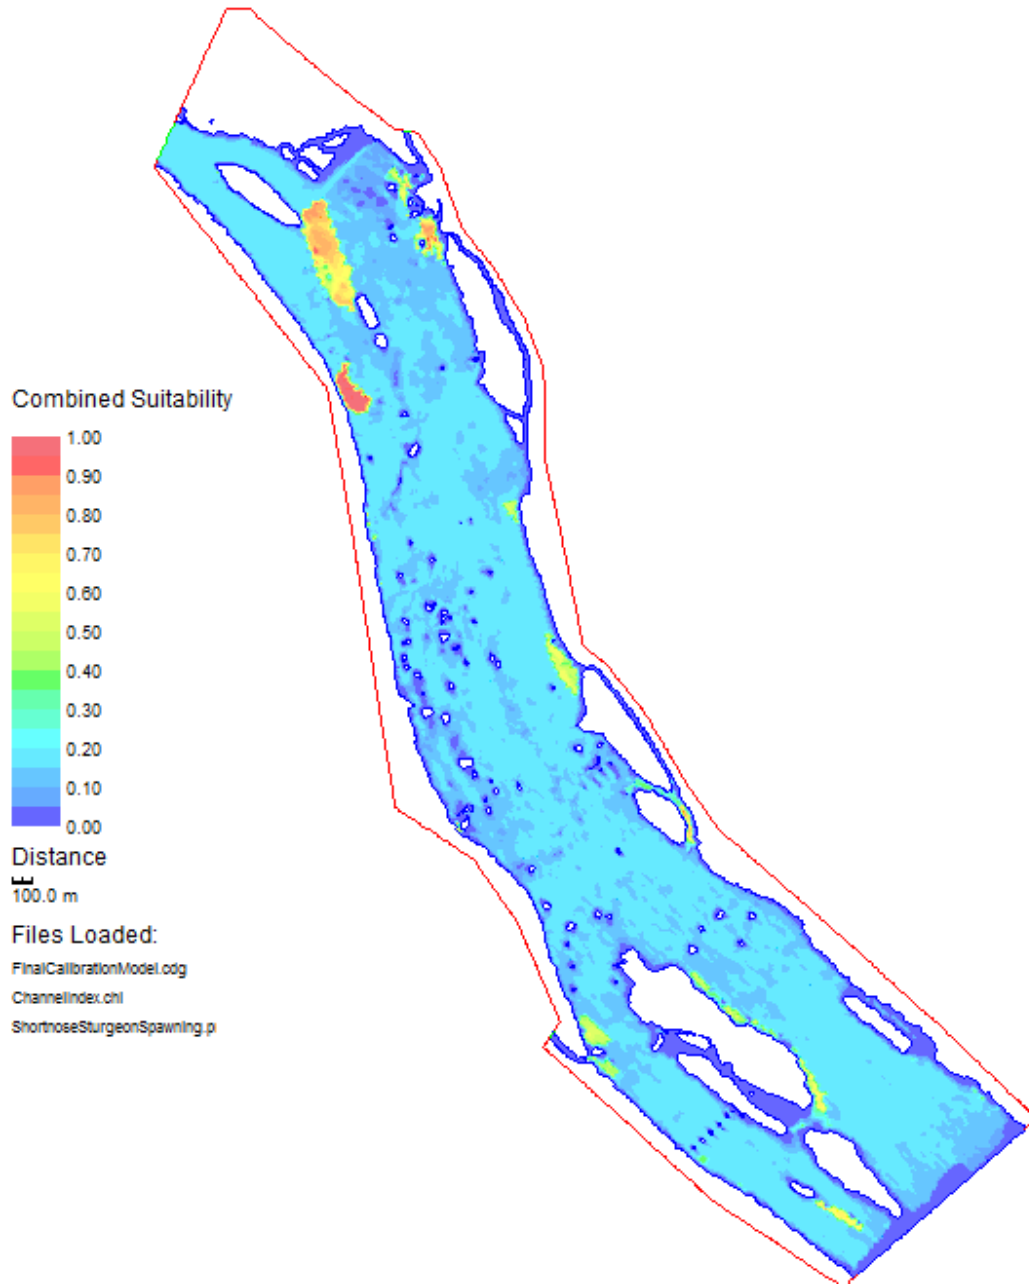 Combined Suitability
1.00
0.90
0.80
0.70
0.60
0.50
0.40
0.30
0.20
0.10
0.00
Distance
100.0 m
Files Loaded:
FinalCalibrationModel.cdg
ChannelIndex.chi
ShortnoseSturgeonSpawning.p